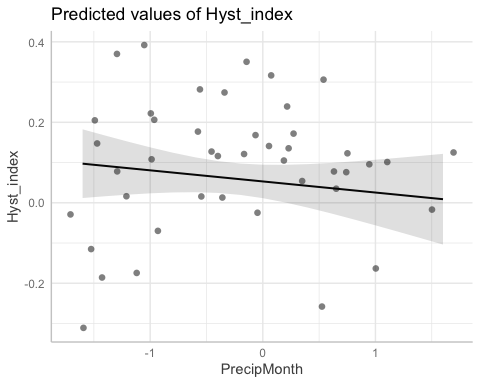 Predicted values of Hyst_index
0.4
0.2
0.0
-0.2
Hyst_index
-1
0
1
PrecipMonth